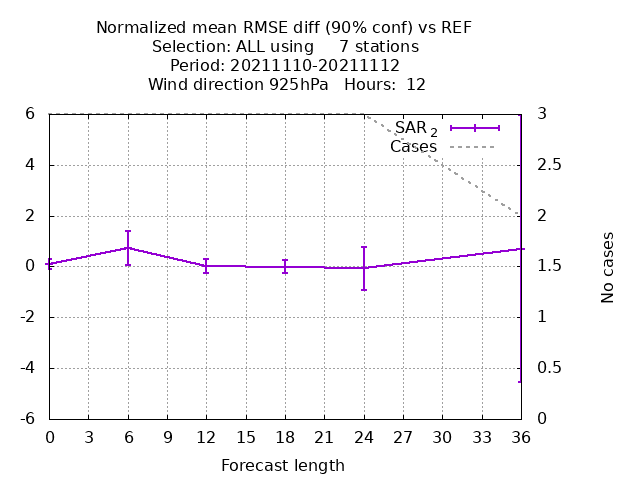 Normalized mean RMSE diff (90% conf) vs REF
Selection: ALL using     7 stations
Period: 20211110-20211112
Wind direction 925hPa   Hours:  12
6
4
2
0
-2
-4
-6
3
2.5
2
1.5
1
0.5
0
SAR 2
Cases
No cases
0 3 6 9 12 15 18 21 24 27 30 33 36
Forecast length